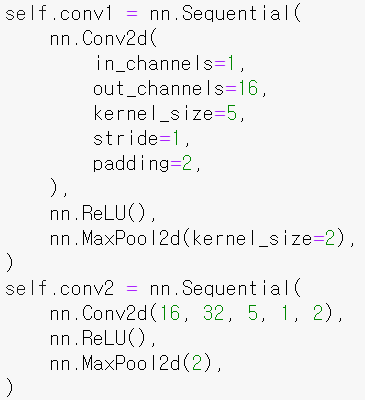 self.conv1 = nn.Sequential(
    nn.Conv2d(
        in_channels=1,
        out_channels=16,
        kernel_size=5,
        stride=1,
        padding=2,
    ),
    nn.ReLU(),
    nn.MaxPool2d(kernel_size=2),
)
self.conv2 = nn.Sequential(
    nn.Conv2d(16, 32, 5, 1, 2),
    nn.ReLU(),
    nn.MaxPool2d(2),
)